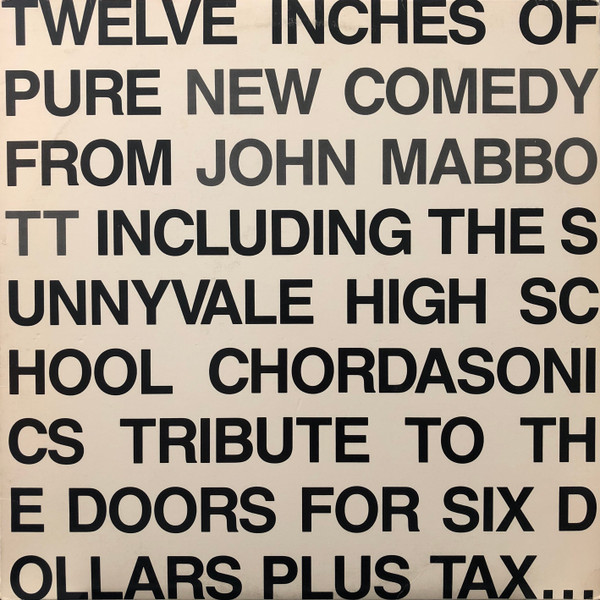 TWELVE INCHES OF
PURE NEW COMEDY
FROM JOHN MABBO
TT INCLUDING THE S
UNNYVALE HIGH SC
HOOL CHORDASONI
CS TRIBUTE TO TH
E DOORS FOR SIX D
OLLARS PLUS TAX...